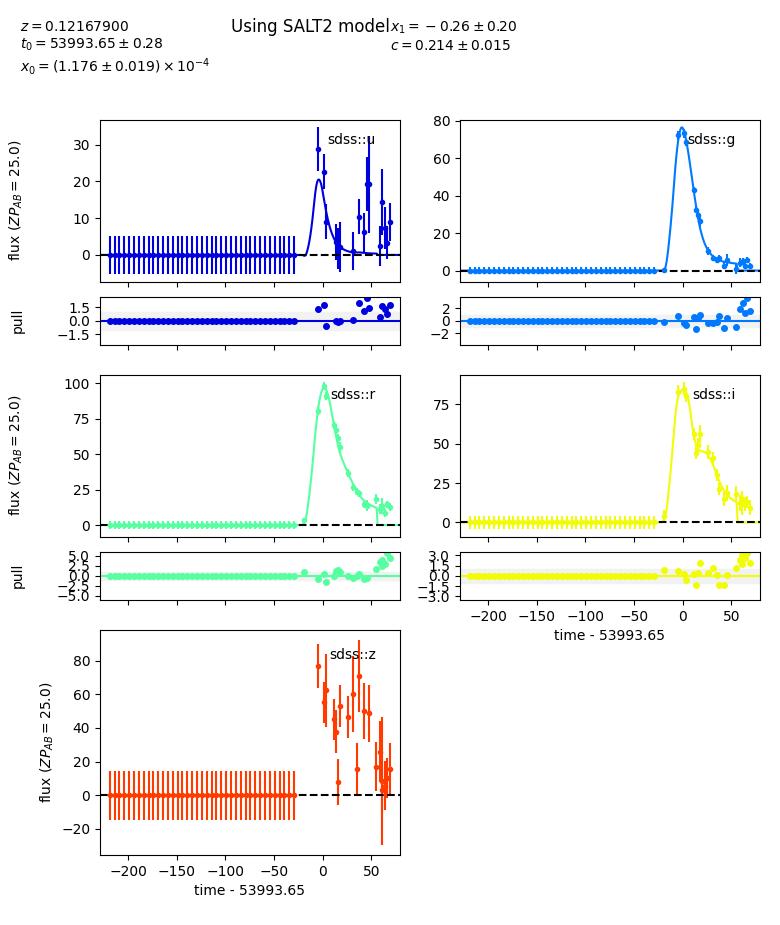 z = 0.12167900
t₀ = 53993.65 ± 0.28
x₀ = (1.176 ± 0.019) × 10⁻⁴
Using SALT2 model
x₁ = −0.26 ± 0.20
c = 0.214 ± 0.015
flux (ZP_AB = 25.0)
30
20
10
0
sdss::u
80
60
40
20
0
sdss::g
pull
1.5
0.0
−1.5
2
0
−2
flux (ZP_AB = 25.0)
100
75
50
25
0
sdss::r
75
50
25
0
sdss::i
pull
5.0
2.5
0.0
−2.5
−5.0
3.0
1.5
0.0
−1.5
−3.0
−200 −150 −100 −50 0 50
time - 53993.65
flux (ZP_AB = 25.0)
80
60
40
20
0
−20
sdss::z
−200 −150 −100 −50 0 50
time - 53993.65